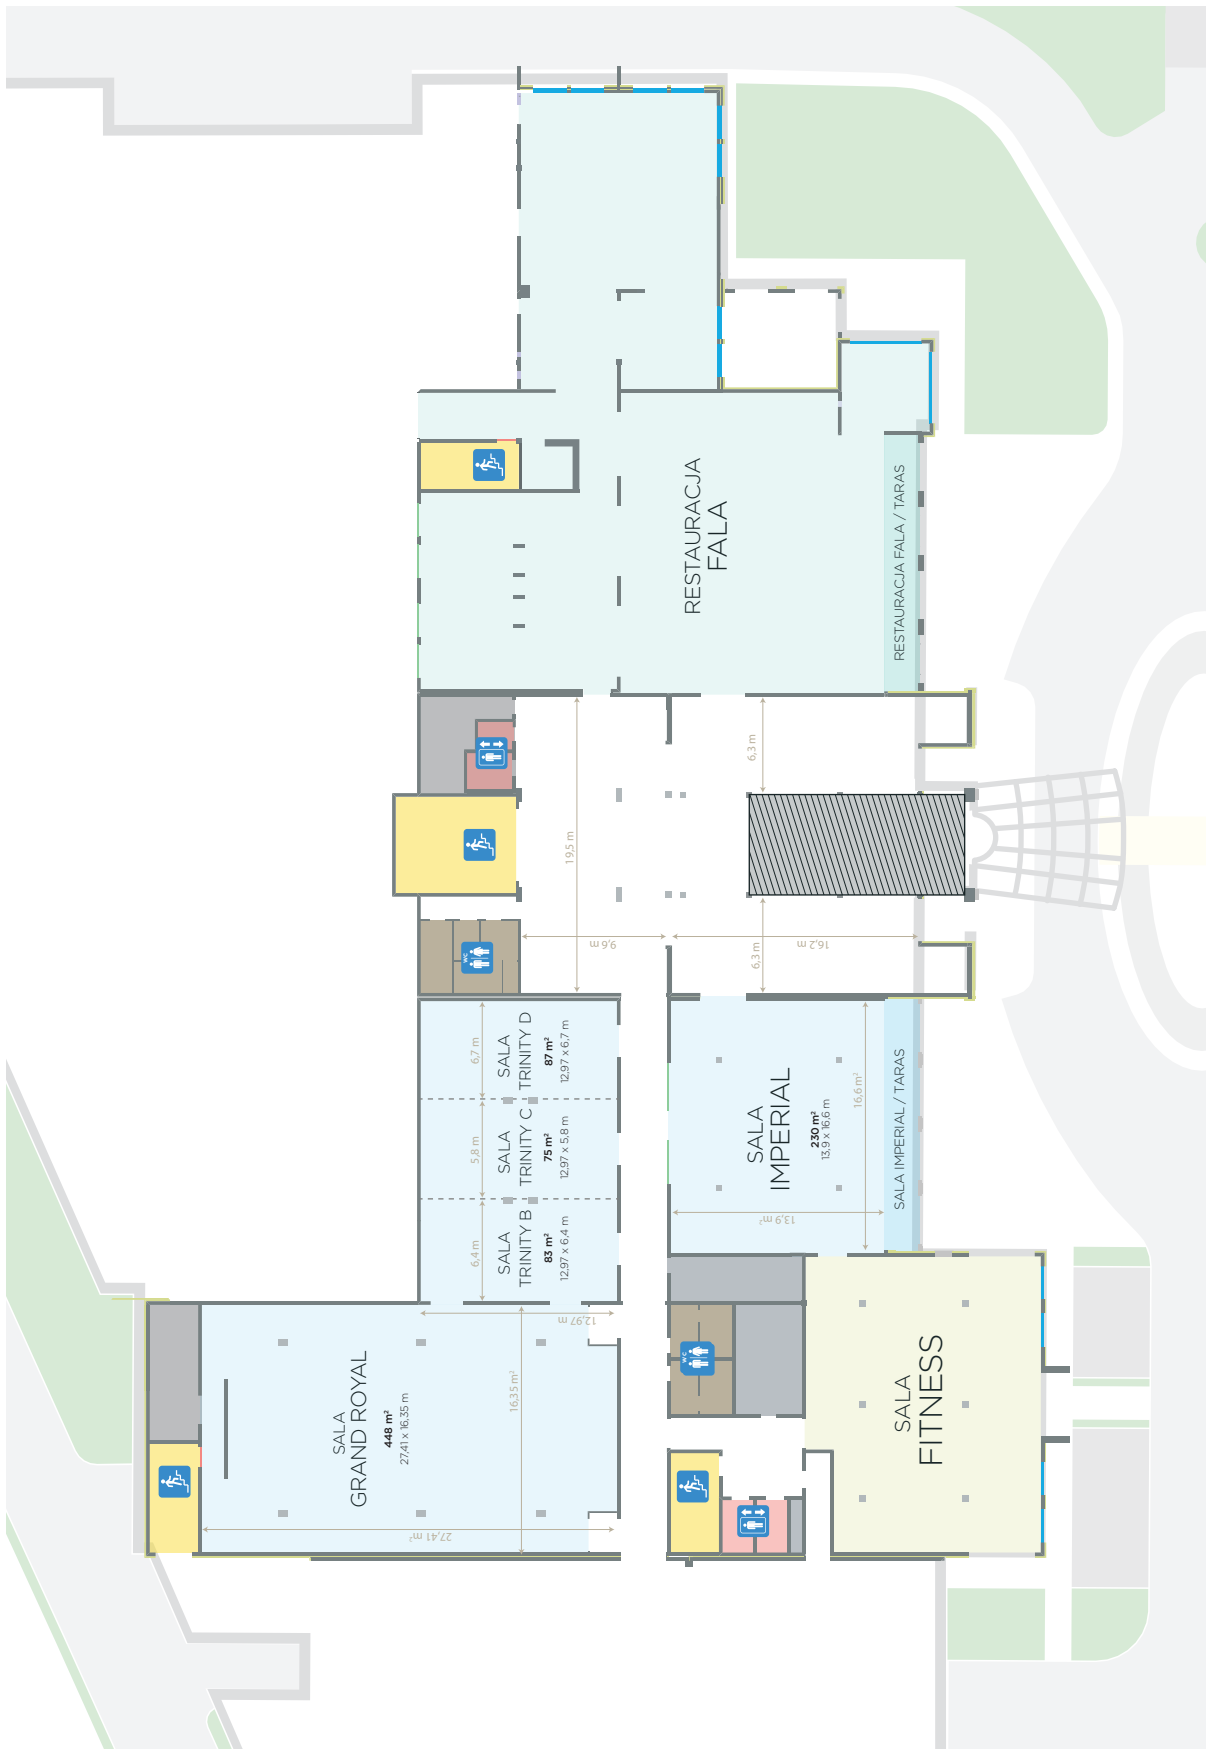 RESTAURACJA
FALA
RESTAURACJA FALA / TARAS
19,5 m
6,3 m
9,6 m
16,2 m
6,3 m
WC
SALA
TRINITY D
87 m²
12,97 x 6,7 m
6,7 m
SALA
TRINITY C
75 m²
12,97 x 5,8 m
5,8 m
SALA
TRINITY B
83 m²
12,97 x 6,4 m
6,4 m
SALA
IMPERIAL
230 m²
13,9 x 16,6 m
16,6 m²
13,9 m²
SALA IMPERIAL / TARAS
12,97 m
16,35 m²
SALA
GRAND ROYAL
448 m²
27,41 x 16,35 m
27,41 m²
WC
SALA
FITNESS